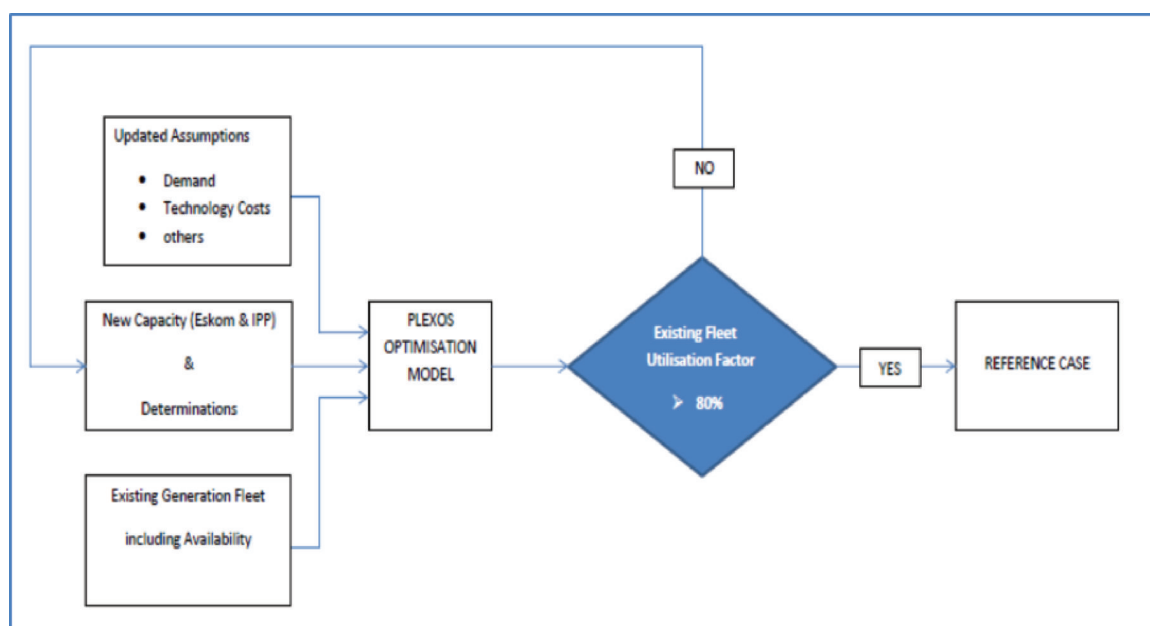 Updated Assumptions
• Demand
• Technology Costs
• others
New Capacity (Eskom & IPP)
&
Determinations
Existing Generation Fleet
including Availability
PLEXOS
OPTIMISATION
MODEL
Existing Fleet
Utilisation Factor
➢ 80%
NO
YES
REFERENCE CASE